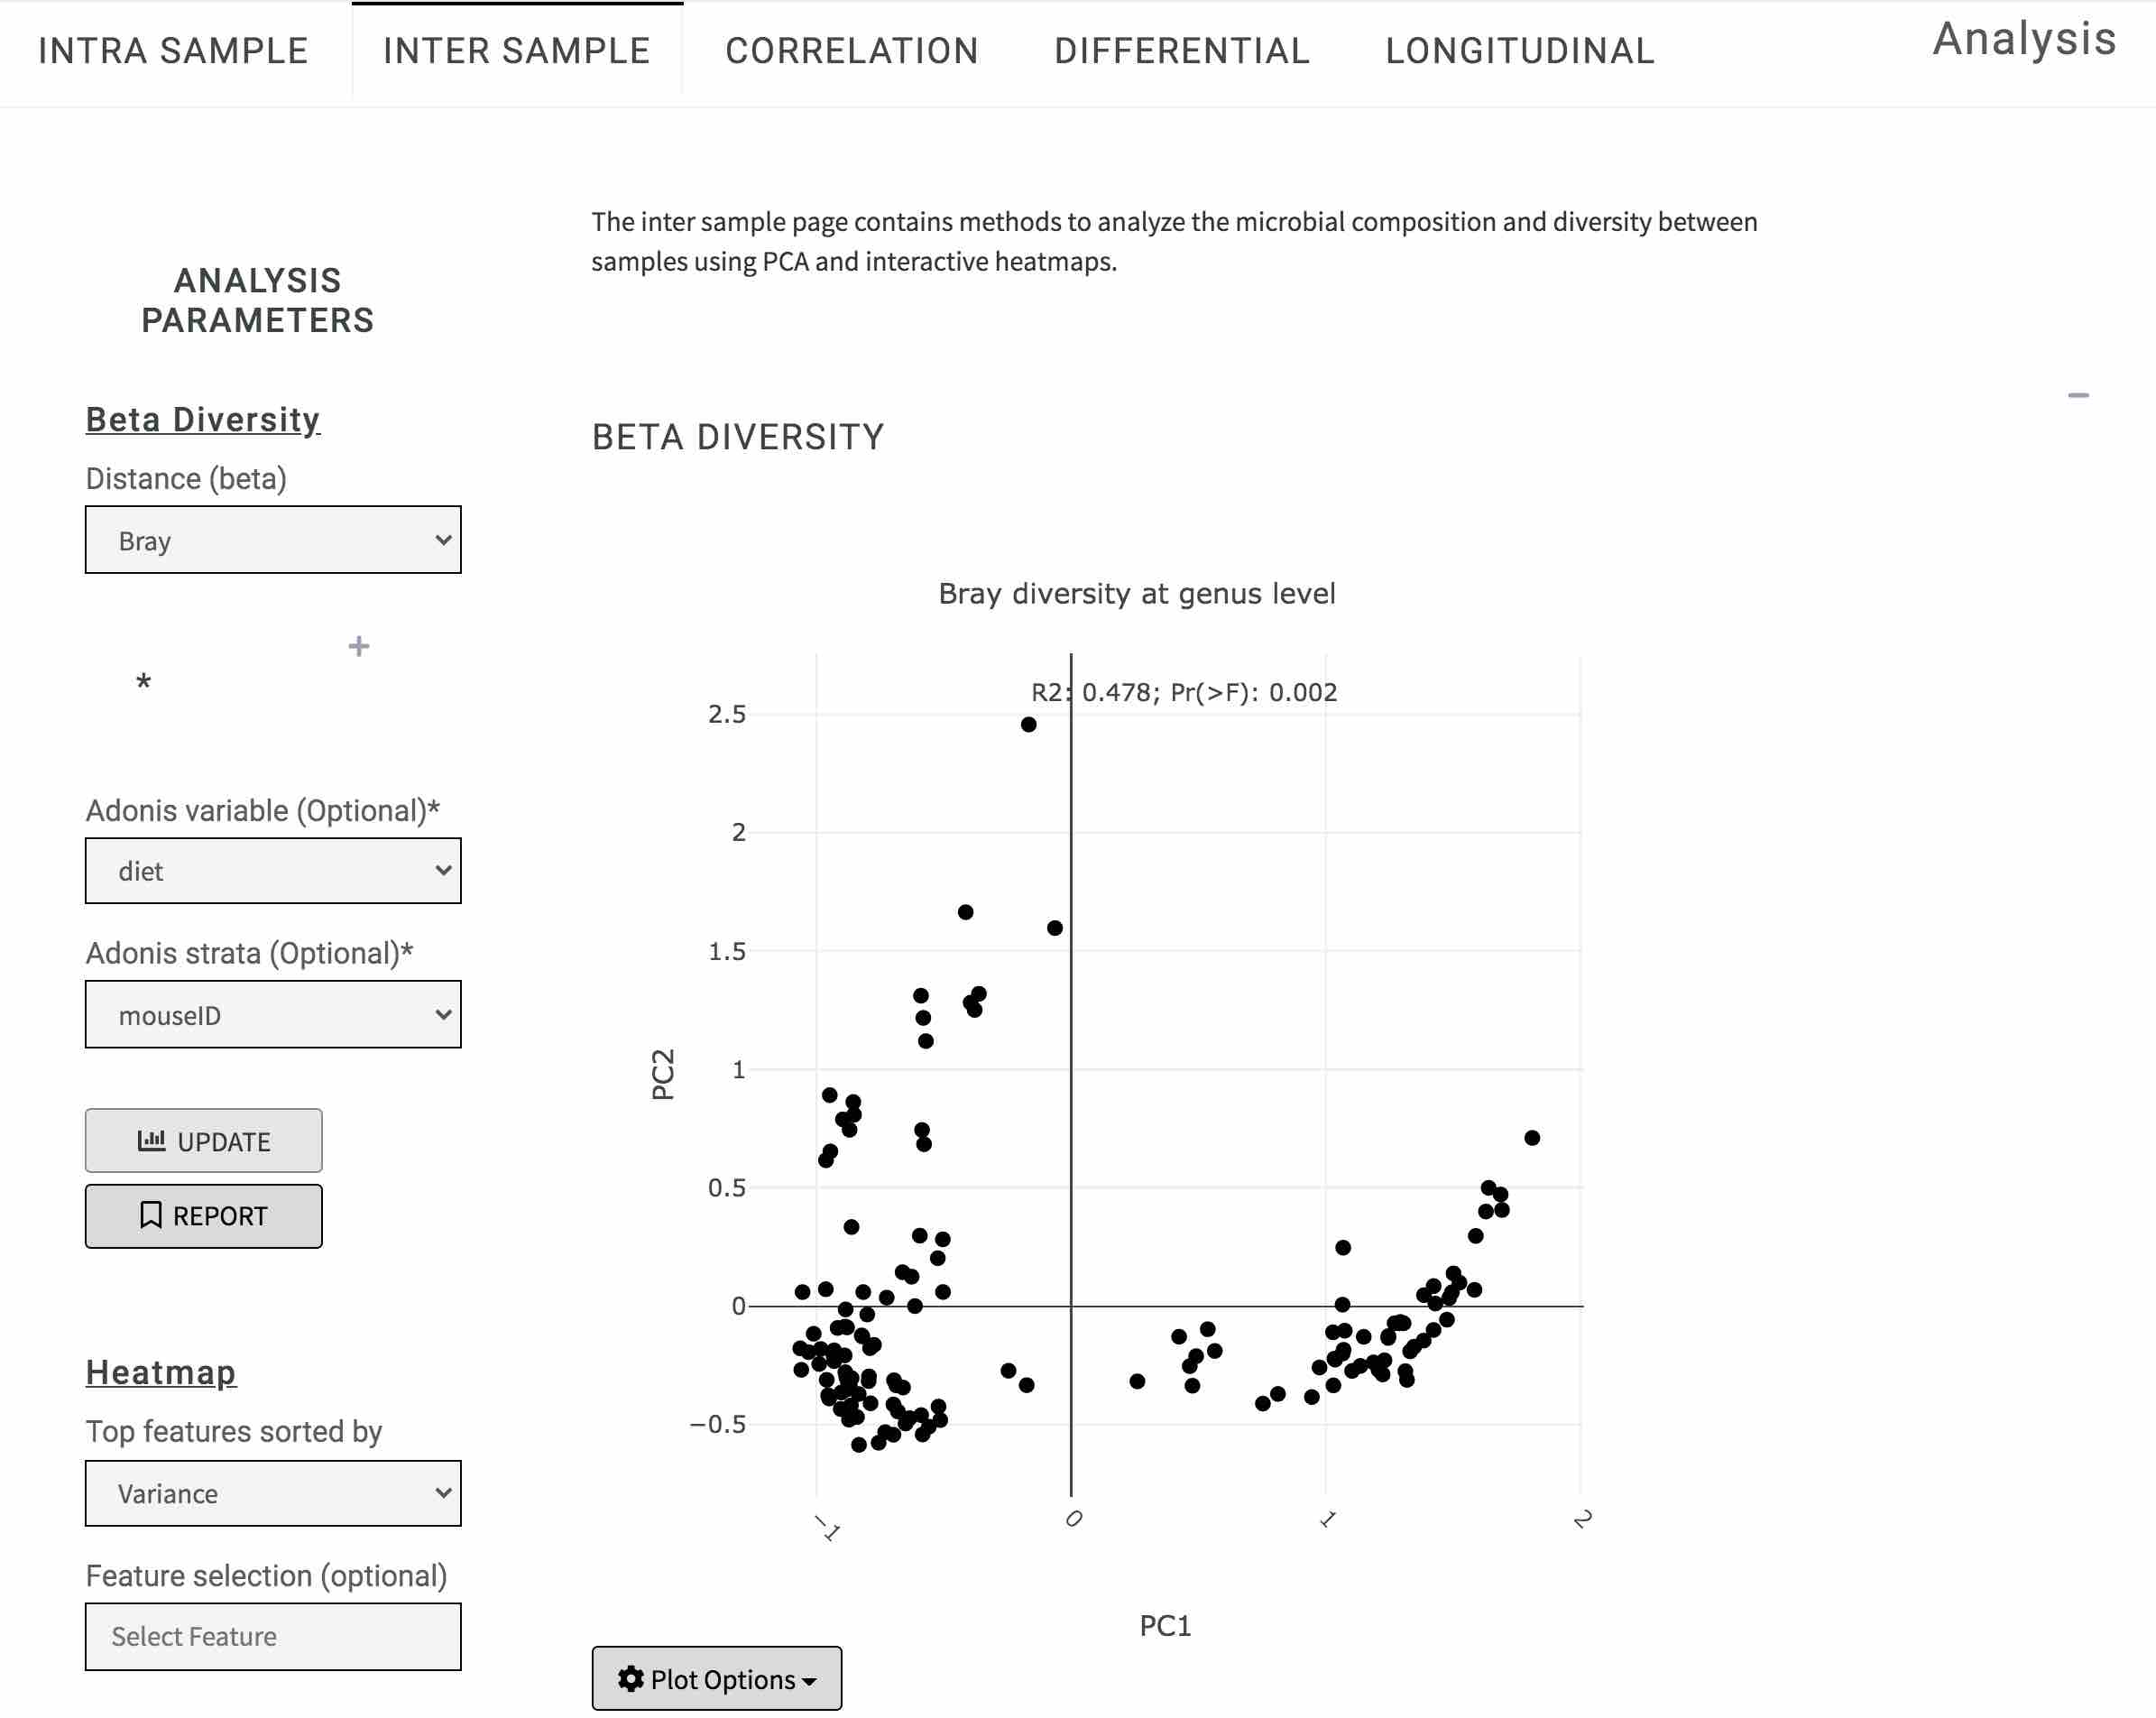 INTRA SAMPLE
INTER SAMPLE
CORRELATION
DIFFERENTIAL
LONGITUDINAL
Analysis
The inter sample page contains methods to analyze the microbial composition and diversity between
samples using PCA and interactive heatmaps.
ANALYSIS
PARAMETERS
Beta Diversity
Distance (beta)
Bray
+
*
Adonis variable (Optional)*
diet
Adonis strata (Optional)*
mouseID
UPDATE
REPORT
Heatmap
Top features sorted by
Variance
Feature selection (optional)
Select Feature
BETA DIVERSITY
Bray diversity at genus level
R2: 0.478; Pr(>F): 0.002
2.5
2
1.5
1
0.5
0
−0.5
PC2
−1
0
1
2
PC1
Plot Options